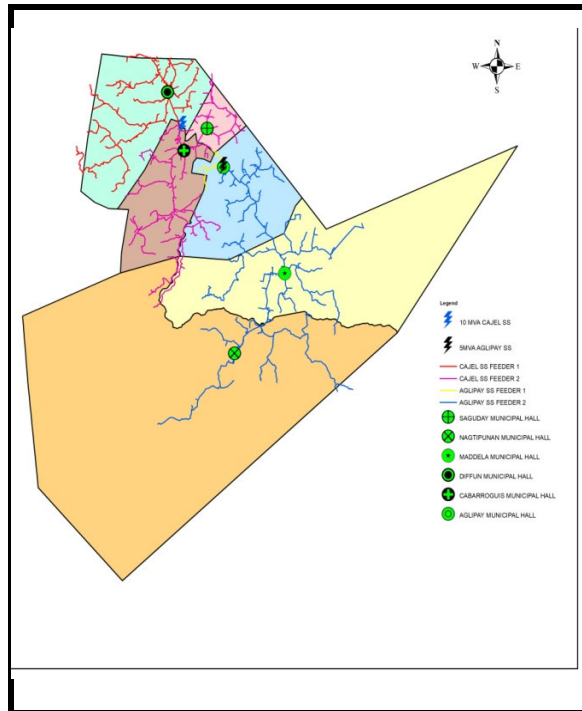 N
W E
S
Legend
10 MVA CAJEL SS
5MVA AGLIPAY SS
CAJEL SS FEEDER 1
CAJEL SS FEEDER 2
AGLIPAY SS FEEDER 1
AGLIPAY SS FEEDER 2
SAGUDAY MUNICIPAL HALL
NAGTIPUNAN MUNICIPAL HALL
MADDELA MUNICIPAL HALL
DIFFUN MUNICIPAL HALL
CABARROGUIS MUNICIPAL HALL
AGLIPAY MUNICIPAL HALL